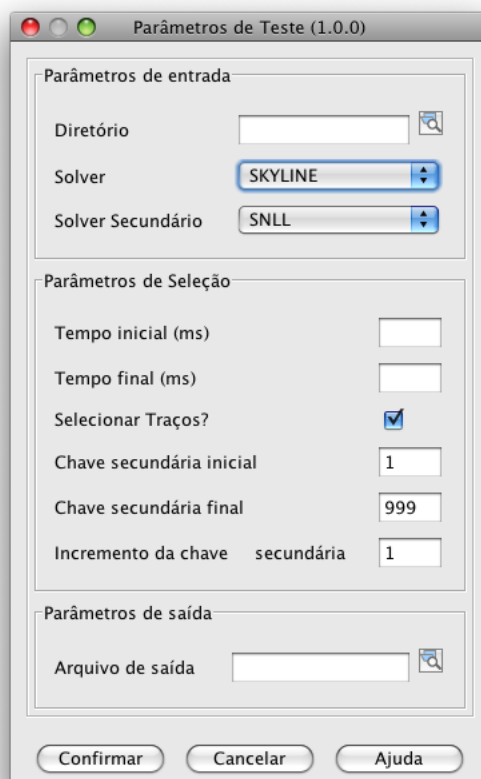 Parâmetros de Teste (1.0.0)
Parâmetros de entrada
Diretório
Solver SKYLINE
Solver Secundário SNLL
Parâmetros de Seleção
Tempo inicial (ms)
Tempo final (ms)
Selecionar Traços?
Chave secundária inicial 1
Chave secundária final 999
Incremento da chave secundária 1
Parâmetros de saída
Arquivo de saída
Confirmar Cancelar Ajuda